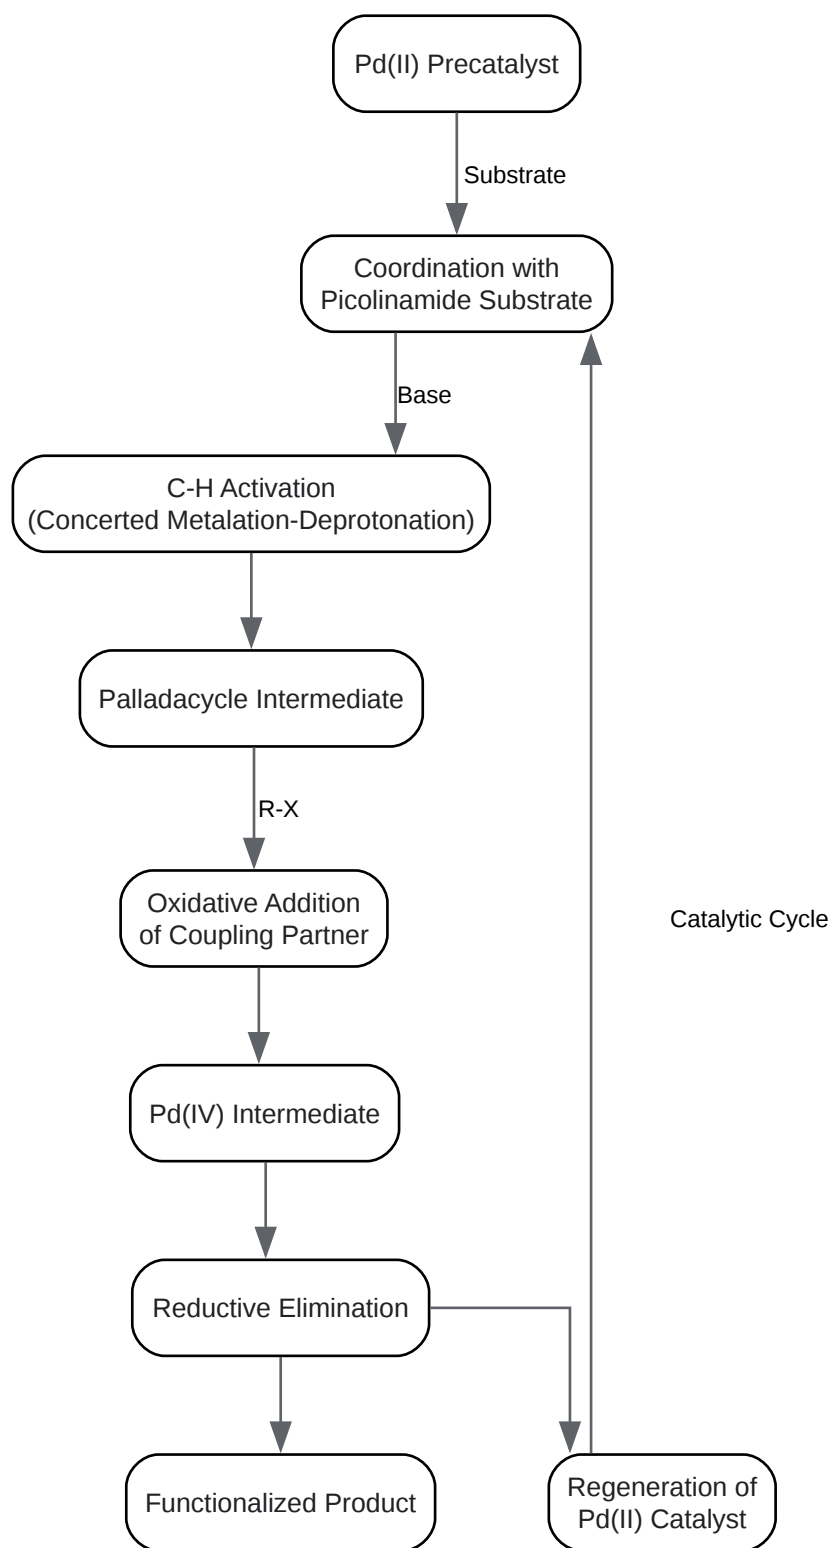 Pd(II) Precatalyst
Substrate
Coordination with
Picolinamide Substrate
Base
C-H Activation
(Concerted Metalation-Deprotonation)
Palladacycle Intermediate
R-X
Oxidative Addition
of Coupling Partner
Catalytic Cycle
Pd(IV) Intermediate
Reductive Elimination
Functionalized Product
Regeneration of
Pd(II) Catalyst